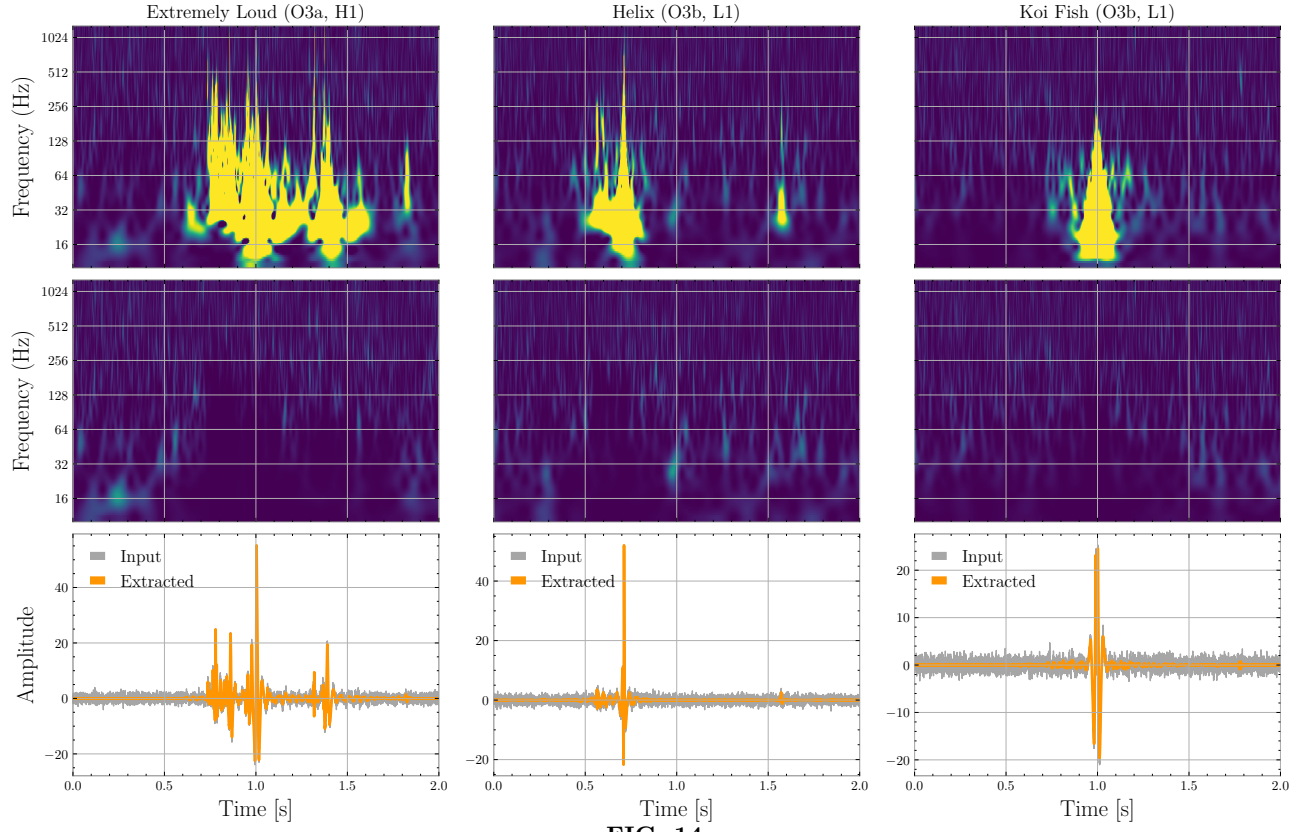 Extremely Loud (O3a, H1)
Helix (O3b, L1)
Koi Fish (O3b, L1)
Frequency (Hz)
1024
512
256
128
64
32
16
Frequency (Hz)
1024
512
256
128
64
32
16
Amplitude
40
20
0
−20
Input
Extracted
0.0 0.5 1.0 1.5 2.0
Time [s]
60
40
20
0
−20
Input
Extracted
0.0 0.5 1.0 1.5 2.0
Time [s]
20
10
0
−10
−20
Input
Extracted
0.0 0.5 1.0 1.5 2.0
Time [s]